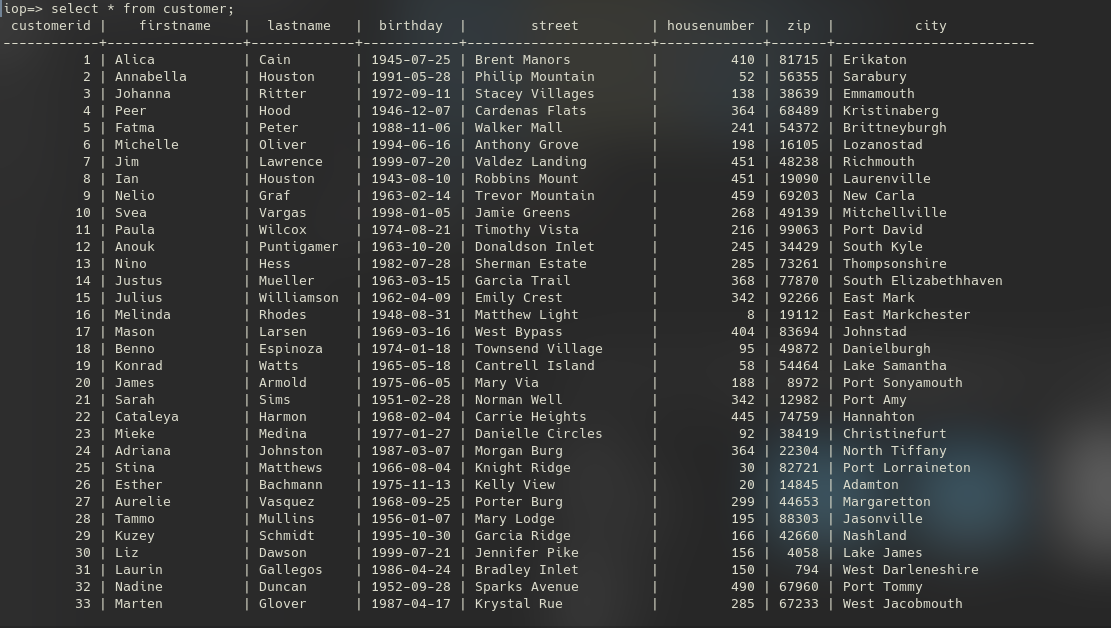 iop=> select * from customer;
 customerid |    firstname    |  lastname   |  birthday  |        street         | housenumber |  zip  |          city
------------+-----------------+-------------+------------+-----------------------+-------------+-------+-------------------------
          1 | Alica           | Cain        | 1945-07-25 | Brent Manors          |         410 | 81715 | Erikaton
          2 | Annabella       | Houston     | 1991-05-28 | Philip Mountain       |          52 | 56355 | Sarabury
          3 | Johanna         | Ritter      | 1972-09-11 | Stacey Villages       |         138 | 38639 | Emmamouth
          4 | Peer            | Hood        | 1946-12-07 | Cardenas Flats        |         364 | 68489 | Kristinaberg
          5 | Fatma           | Peter       | 1988-11-06 | Walker Mall           |         241 | 54372 | Brittneyburgh
          6 | Michelle        | Oliver      | 1994-06-16 | Anthony Grove         |         198 | 16105 | Lozanostad
          7 | Jim             | Lawrence    | 1999-07-20 | Valdez Landing        |         451 | 48238 | Richmouth
          8 | Ian             | Houston     | 1943-08-10 | Robbins Mount         |         451 | 19090 | Laurenville
          9 | Nelio           | Graf        | 1963-02-14 | Trevor Mountain       |         459 | 69203 | New Carla
         10 | Svea            | Vargas      | 1998-01-05 | Jamie Greens          |         268 | 49139 | Mitchellville
         11 | Paula           | Wilcox      | 1974-08-21 | Timothy Vista         |         216 | 99063 | Port David
         12 | Anouk           | Puntigamer  | 1963-10-20 | Donaldson Inlet       |         245 | 34429 | South Kyle
         13 | Nino            | Hess        | 1982-07-28 | Sherman Estate        |         285 | 73261 | Thompsonshire
         14 | Justus          | Mueller     | 1963-03-15 | Garcia Trail          |         368 | 77870 | South Elizabethhaven
         15 | Julius          | Williamson  | 1962-04-09 | Emily Crest           |         342 | 92266 | East Mark
         16 | Melinda         | Rhodes      | 1948-08-31 | Matthew Light         |           8 | 19112 | East Markchester
         17 | Mason           | Larsen      | 1969-03-16 | West Bypass           |         404 | 83694 | Johnstad
         18 | Benno           | Espinoza    | 1974-01-18 | Townsend Village      |          95 | 49872 | Danielburgh
         19 | Konrad          | Watts       | 1965-05-18 | Cantrell Island       |          58 | 54464 | Lake Samantha
         20 | James           | Armold      | 1975-06-05 | Mary Via              |         188 |  8972 | Port Sonyamouth
         21 | Sarah           | Sims        | 1951-02-28 | Norman Well           |         342 | 12982 | Port Amy
         22 | Cataleya        | Harmon      | 1968-02-04 | Carrie Heights        |         445 | 74759 | Hannahton
         23 | Mieke           | Medina      | 1977-01-27 | Danielle Circles      |          92 | 38419 | Christinefurt
         24 | Adriana         | Johnston    | 1987-03-07 | Morgan Burg           |         364 | 22304 | North Tiffany
         25 | Stina           | Matthews    | 1966-08-04 | Knight Ridge          |          30 | 82721 | Port Lorraineton
         26 | Esther          | Bachmann    | 1975-11-13 | Kelly View            |          20 | 14845 | Adamton
         27 | Aurelie         | Vasquez     | 1968-09-25 | Porter Burg           |         299 | 44653 | Margaretton
         28 | Tammo           | Mullins     | 1956-01-07 | Mary Lodge            |         195 | 88303 | Jasonville
         29 | Kuzey           | Schmidt     | 1995-10-30 | Garcia Ridge          |         166 | 42660 | Nashland
         30 | Liz             | Dawson      | 1999-07-21 | Jennifer Pike         |         156 |  4058 | Lake James
         31 | Laurin          | Gallegos    | 1986-04-24 | Bradley Inlet         |         150 |   794 | West Darleneshire
         32 | Nadine          | Duncan      | 1952-09-28 | Sparks Avenue         |         490 | 67960 | Port Tommy
         33 | Marten          | Glover      | 1987-04-17 | Krystal Rue           |         285 | 67233 | West Jacobmouth